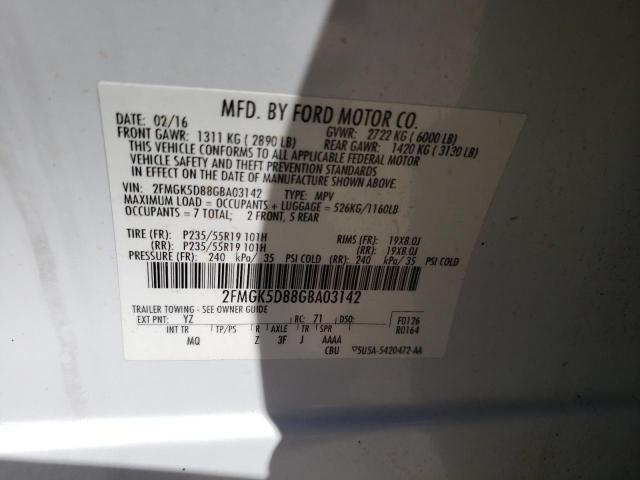 MFD. BY FORD MOTOR CO.
DATE: 02/16 GVWR: 2722 KG ( 6000 LB)
FRONT GAWR: 1311 KG ( 2890 LB) REAR GAWR: 1420 KG ( 3130 LB)
THIS VEHICLE CONFORMS TO ALL APPLICABLE FEDERAL MOTOR
VEHICLE SAFETY AND THEFT PREVENTION STANDARDS
IN EFFECT ON THE DATE OF MANUFACTURE SHOWN ABOVE.
VIN: 2FMGK5D88GBA03142 TYPE: MPV
MAXIMUM LOAD = OCCUPANTS + LUGGAGE = 526KG/1160LB
OCCUPANTS = 7 TOTAL; 2 FRONT, 5 REAR
TIRE (FR): P235/55R19 101H RIMS (FR): 19X8.0J
(RR): P235/55R19 101H (RR): 19X8.0J
PRESSURE (FR): 240 kPa/ 35 PSI COLD (RR): 240 kPa/ 35 PSI COLD
2FMGK5D88GBA03142
TRAILER TOWING - SEE OWNER GUIDE
EXT PNT: YZ RC: 71 DSO: F0126
INT TR TP/PS R AXLE TR SPR R0164
MQ Z 3F J AAAA
CBU 5U5A-5420472-AA